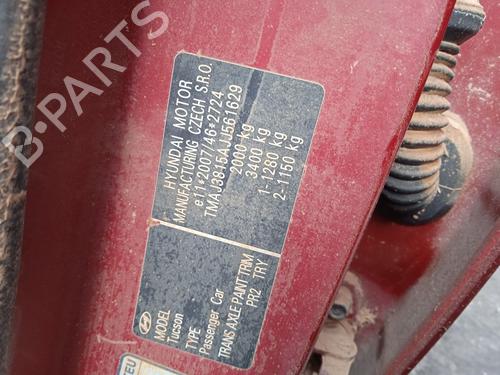 HYUNDAI MOTOR
MANUFACTURING CZECH S.R.O.
e11*2007/46*2724
TMAJ3815AJJ561629
2000 kg
3400 kg
1-1280 kg
2-1150 kg
MODEL
Tucson
TYPE
Passenger Car
TRANS AXLE PAINT TRIM
PR2 TRY
B-PARTS